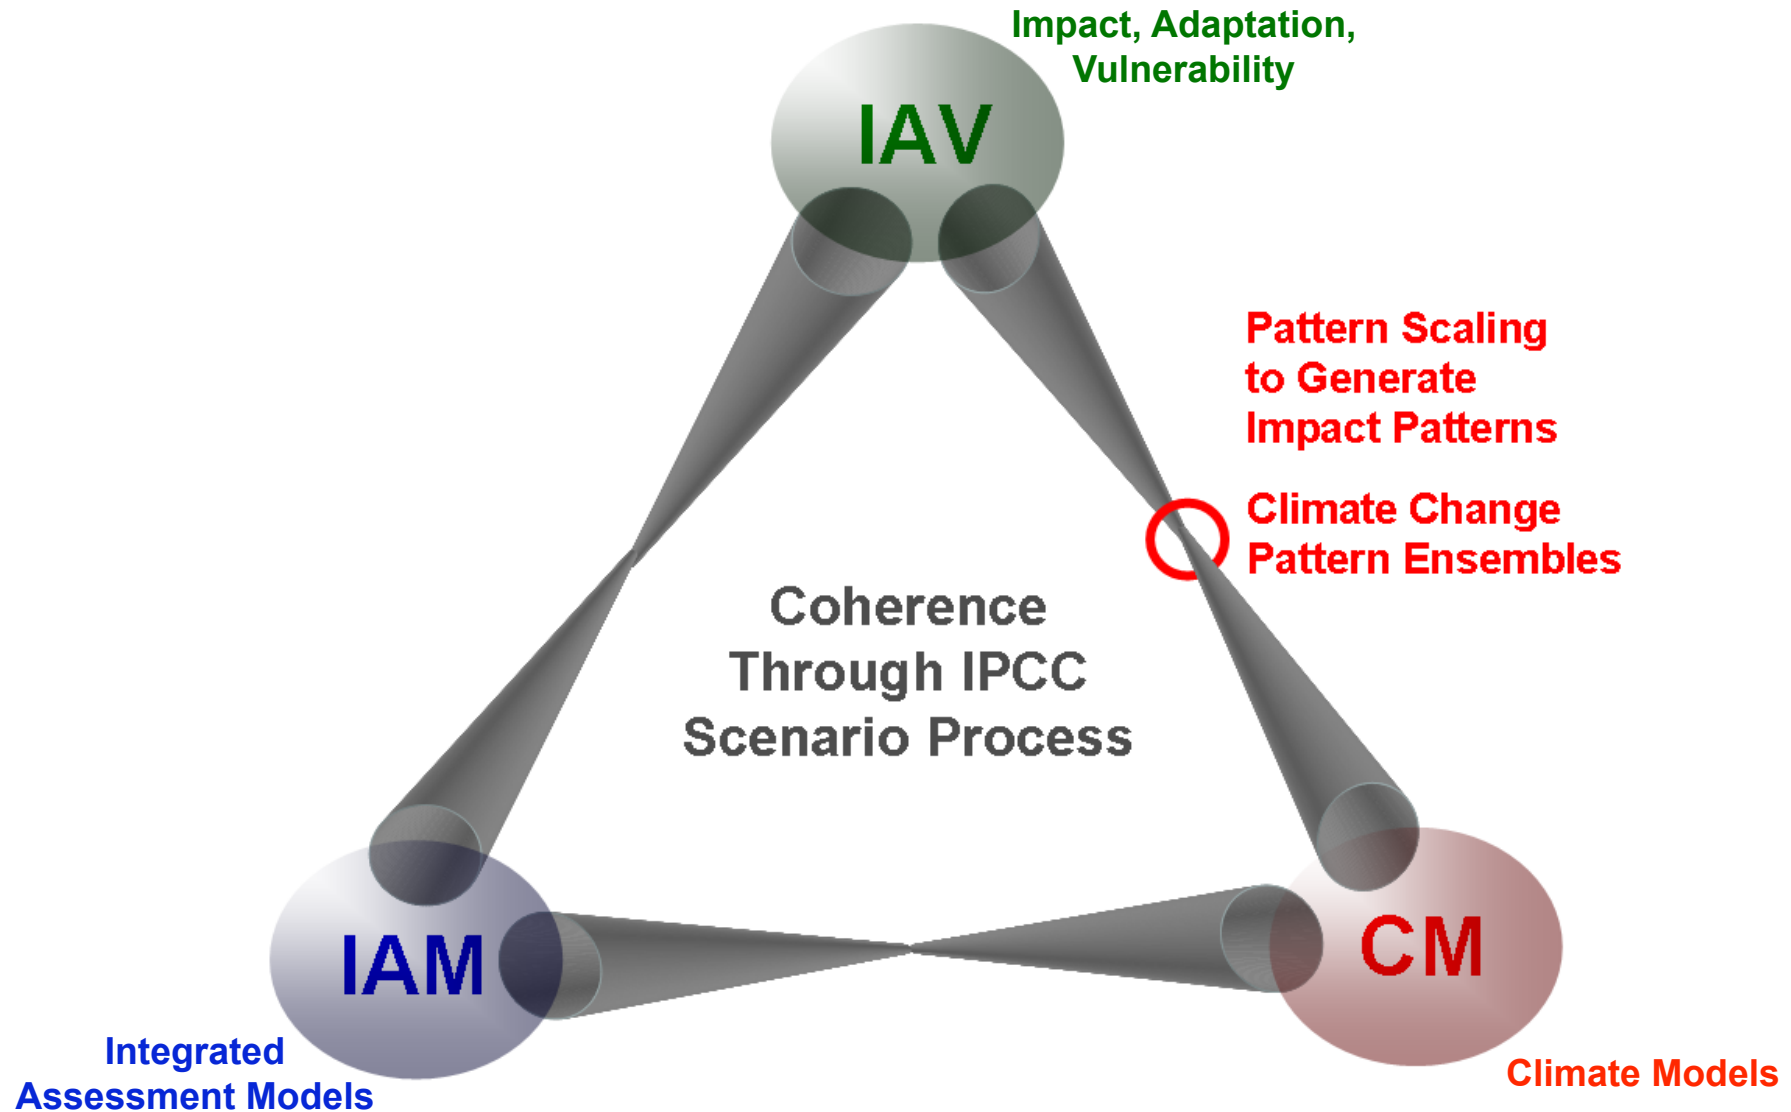 Impact, Adaptation,
Vulnerability
IAV
Pattern Scaling
to Generate
Impact Patterns
Climate Change
Pattern Ensembles
Coherence
Through IPCC
Scenario Process
IAM
CM
Integrated
Assessment Models
Climate Models